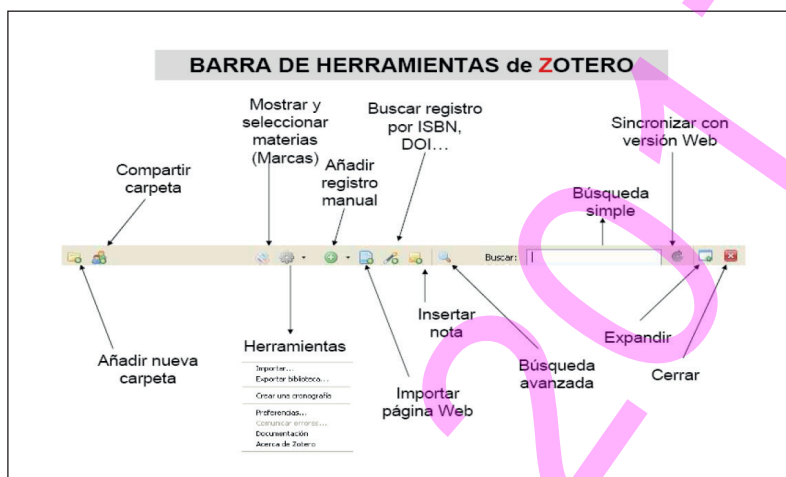 BARRA DE HERRAMIENTAS de ZOTERO
Mostrar y
seleccionar
materias
(Marcas)
Buscar registro
por ISBN,
DOI...
Sincronizar con
versión Web
Compartir
carpeta
Añadir
registro
manual
Búsqueda
simple
Buscar:
Insertar
nota
Expandir
Añadir nueva
carpeta
Herramientas
Importar...
Exportar biblioteca...
Crear una cronografía
Preferencias...
Comunicar errores...
Documentación
Acerca de Zotero
Importar
página Web
Búsqueda
avanzada
Cerrar
201